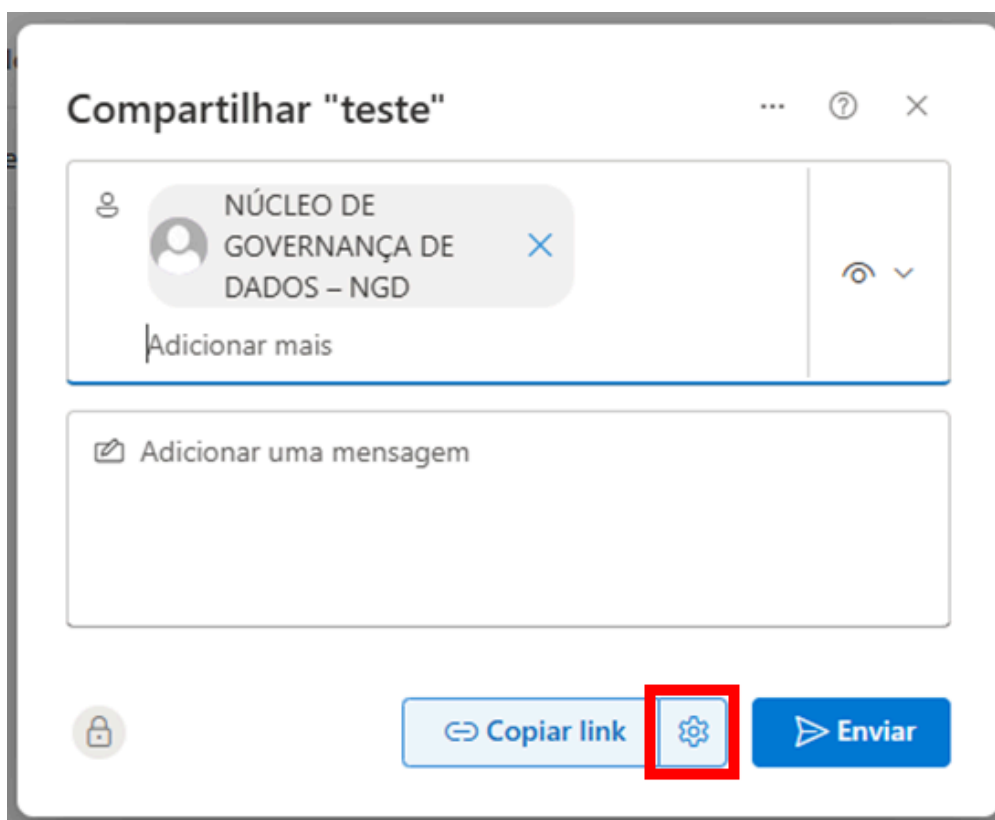 Compartilhar "teste"
NÚCLEO DE
GOVERNANÇA DE
DADOS – NGD
Adicionar mais
Adicionar uma mensagem
Copiar link
Enviar